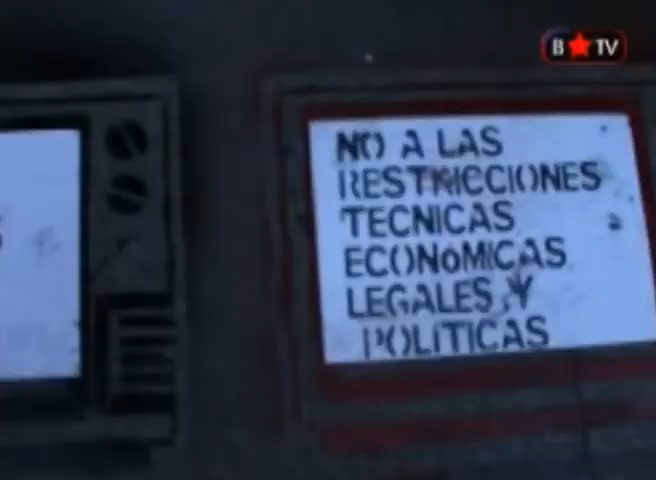 B★TV
NO A LAS
RESTRICCIONES
TECNICAS
ECONOMICAS
LEGALES Y
POLITICAS